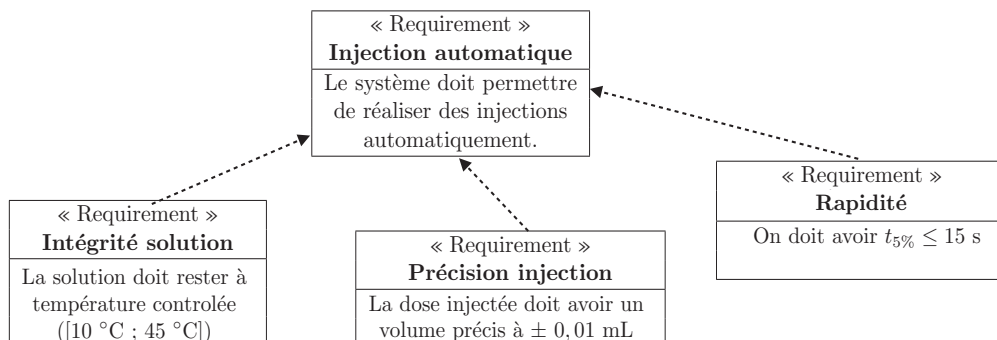 « Requirement »
Injection automatique
Le système doit permettre
de réaliser des injections
automatiquement.
« Requirement »
Intégrité solution
La solution doit rester à
température controlée
([10 °C ; 45 °C])
« Requirement »
Précision injection
La dose injectée doit avoir un
volume précis à ± 0,01 mL
« Requirement »
Rapidité
On doit avoir t5% ≤ 15 s